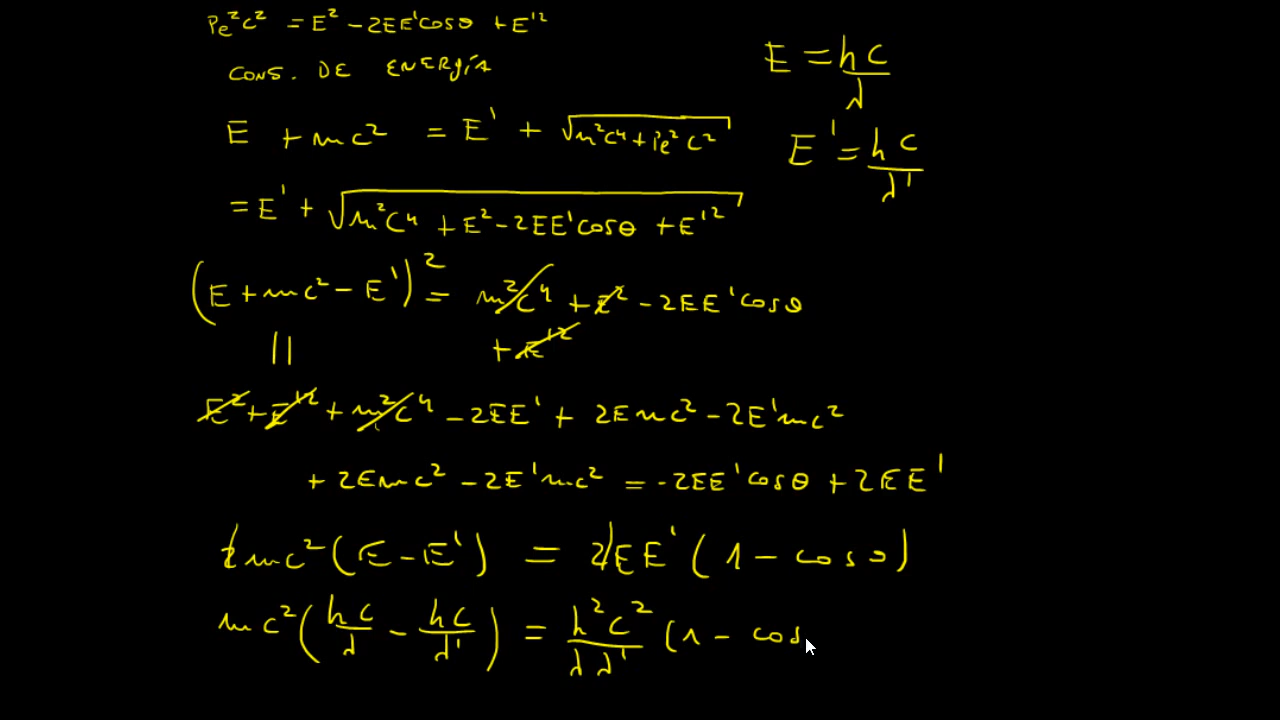 Pe²c² = E² - 2EE'cosθ + E'²
CONS. DE ENERGÍA
E = hc/λ
E + mc² = E' + √(m²c⁴ + Pe²c²)
E' = hc/λ'
= E' + √(m²c⁴ + E² - 2EE'cosθ + E'²)
(E + mc² - E')² = m²c⁴ + E² - 2EE'cosθ
|| + E'²
E² + E'² + m²c⁴ - 2EE' + 2Emc² - 2E'mc²
+ 2Emc² - 2E'mc² = -2EE'cosθ + 2EE'
2mc²(E - E') = 2EE'(1 - cosθ)
mc²(hc/λ - hc/λ') = h²c²/λλ' (1 - cos